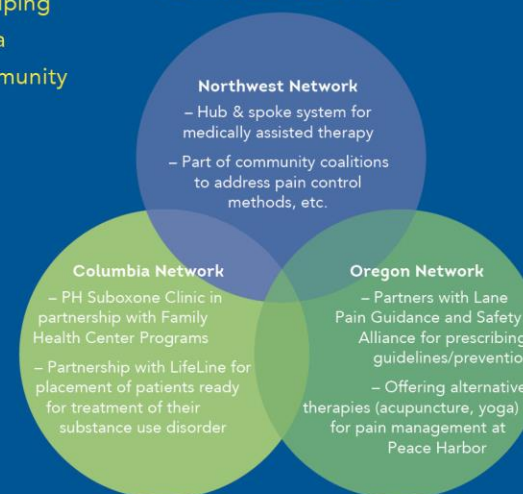 a
munity
Northwest Network
– Hub & spoke system for
medically assisted therapy
– Part of community coalitions
to address pain control
methods, etc.
Columbia Network
– PH Suboxone Clinic in
partnership with Family
Health Center Programs
– Partnership with LifeLine for
placement of patients ready
for treatment of their
substance use disorder
Oregon Network
– Partners with Lane
Pain Guidance and Safety
Alliance for prescribing
guidelines/preventio
– Offering alternative
therapies (acupuncture, yoga)
for pain management at
Peace Harbor